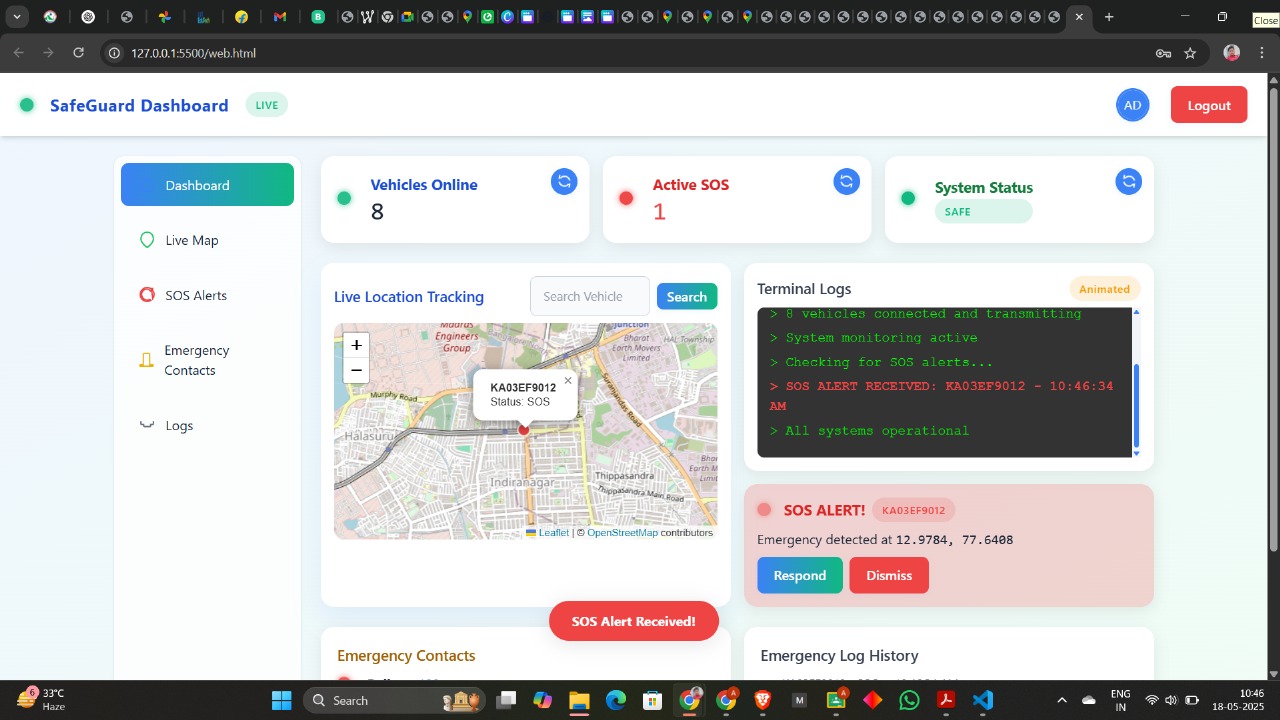 Close
127.0.0.1:5500/web.html
SafeGuard Dashboard
LIVE
AD
Logout
Dashboard
Live Map
SOS Alerts
Emergency
Contacts
Logs
Vehicles Online
8
Active SOS
1
System Status
SAFE
Live Location Tracking
Search Vehicle
Search
Madras
Engineers
Group
Junction
Bharat
Earth Movers
Limited
HAL Township
Murphy Road
Suranjandas Road
Halasuru
Indiranagar
Thippasandra
Thippasandra Main Road
Bharat
Earth
Limi
+
−
KA03EF9012
×
Status: SOS
Leaflet | © OpenStreetMap contributors
Terminal Logs
Animated
> 8 vehicles connected and transmitting
> System monitoring active
> Checking for SOS alerts...
> SOS ALERT RECEIVED: KA03EF9012 - 10:46:34
AM
> All systems operational
SOS ALERT!
KA03EF9012
Emergency detected at 12.9784, 77.6408
Respond
Dismiss
SOS Alert Received!
Emergency Contacts
Emergency Log History
6
33°C
Haze
Search
ENG
IN
10:46
18-05-2025